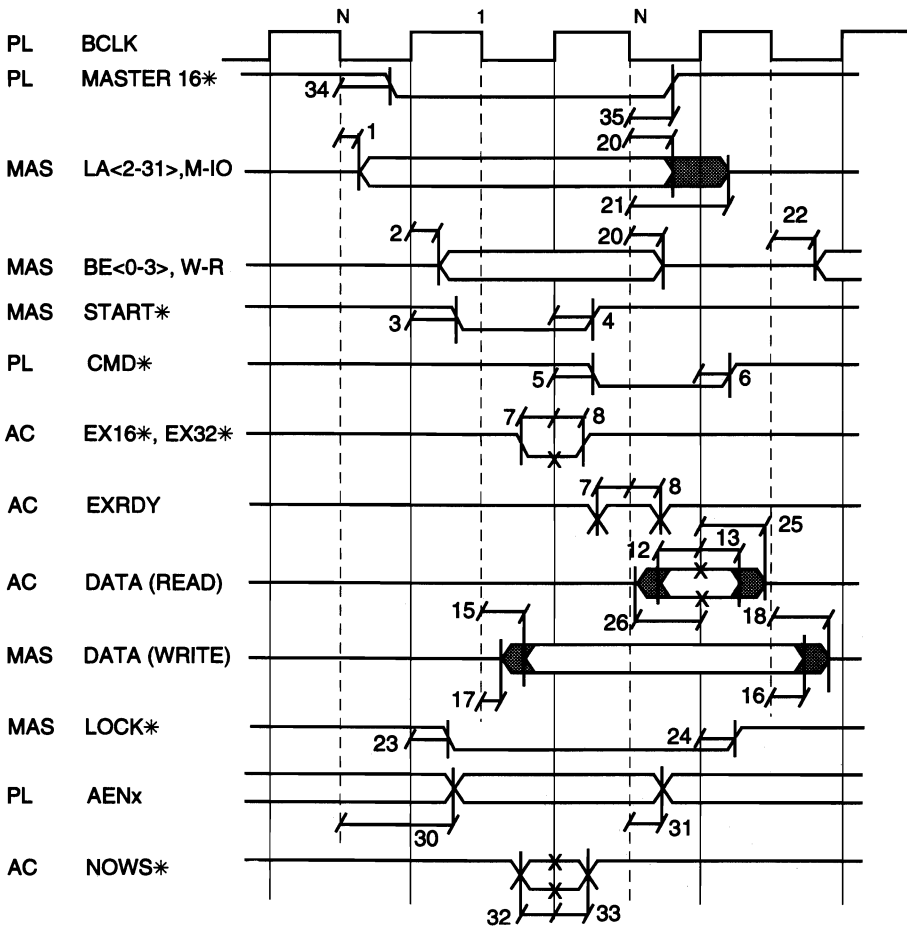 N 1 N
PL BCLK
PL MASTER 16*
34 35
1 20
MAS LA<2-31>,M-IO
21
2 20 22
MAS BE<0-3>, W-R
MAS START*
3 4
PL CMD*
5 6
7 8
AC EX16*, EX32*
7 8
AC EXRDY
25
12 13
AC DATA (READ)
15 26 18
MAS DATA (WRITE)
17 16
MAS LOCK*
23 24
PL AENx
30 31
AC NOWS*
32 33